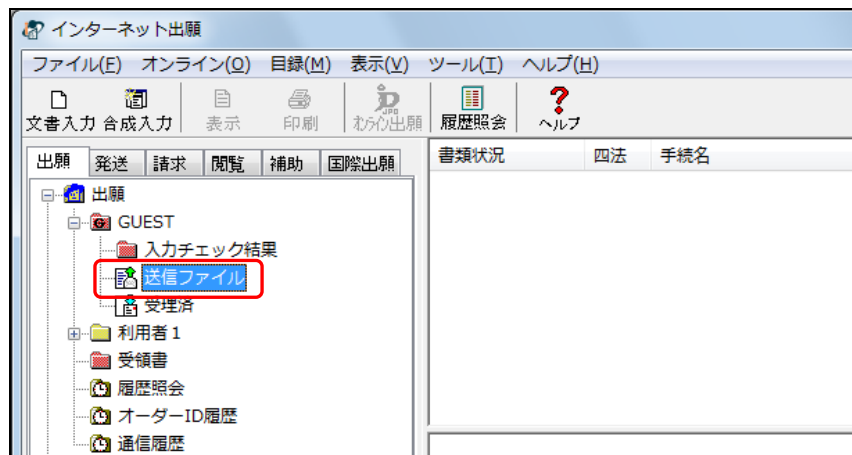 インターネット出願
ファイル(F) オンライン(O) 目録(M) 表示(V) ツール(T) ヘルプ(H)
文書入力 合成入力 表示 印刷 オンライン出願 履歴照会 ヘルプ
出願 発送 請求 閲覧 補助 国際出願
書類状況 四法 手続名
出願
GUEST
入力チェック結果
送信ファイル
受理済
利用者1
受領書
履歴照会
オーダーID履歴
通信履歴